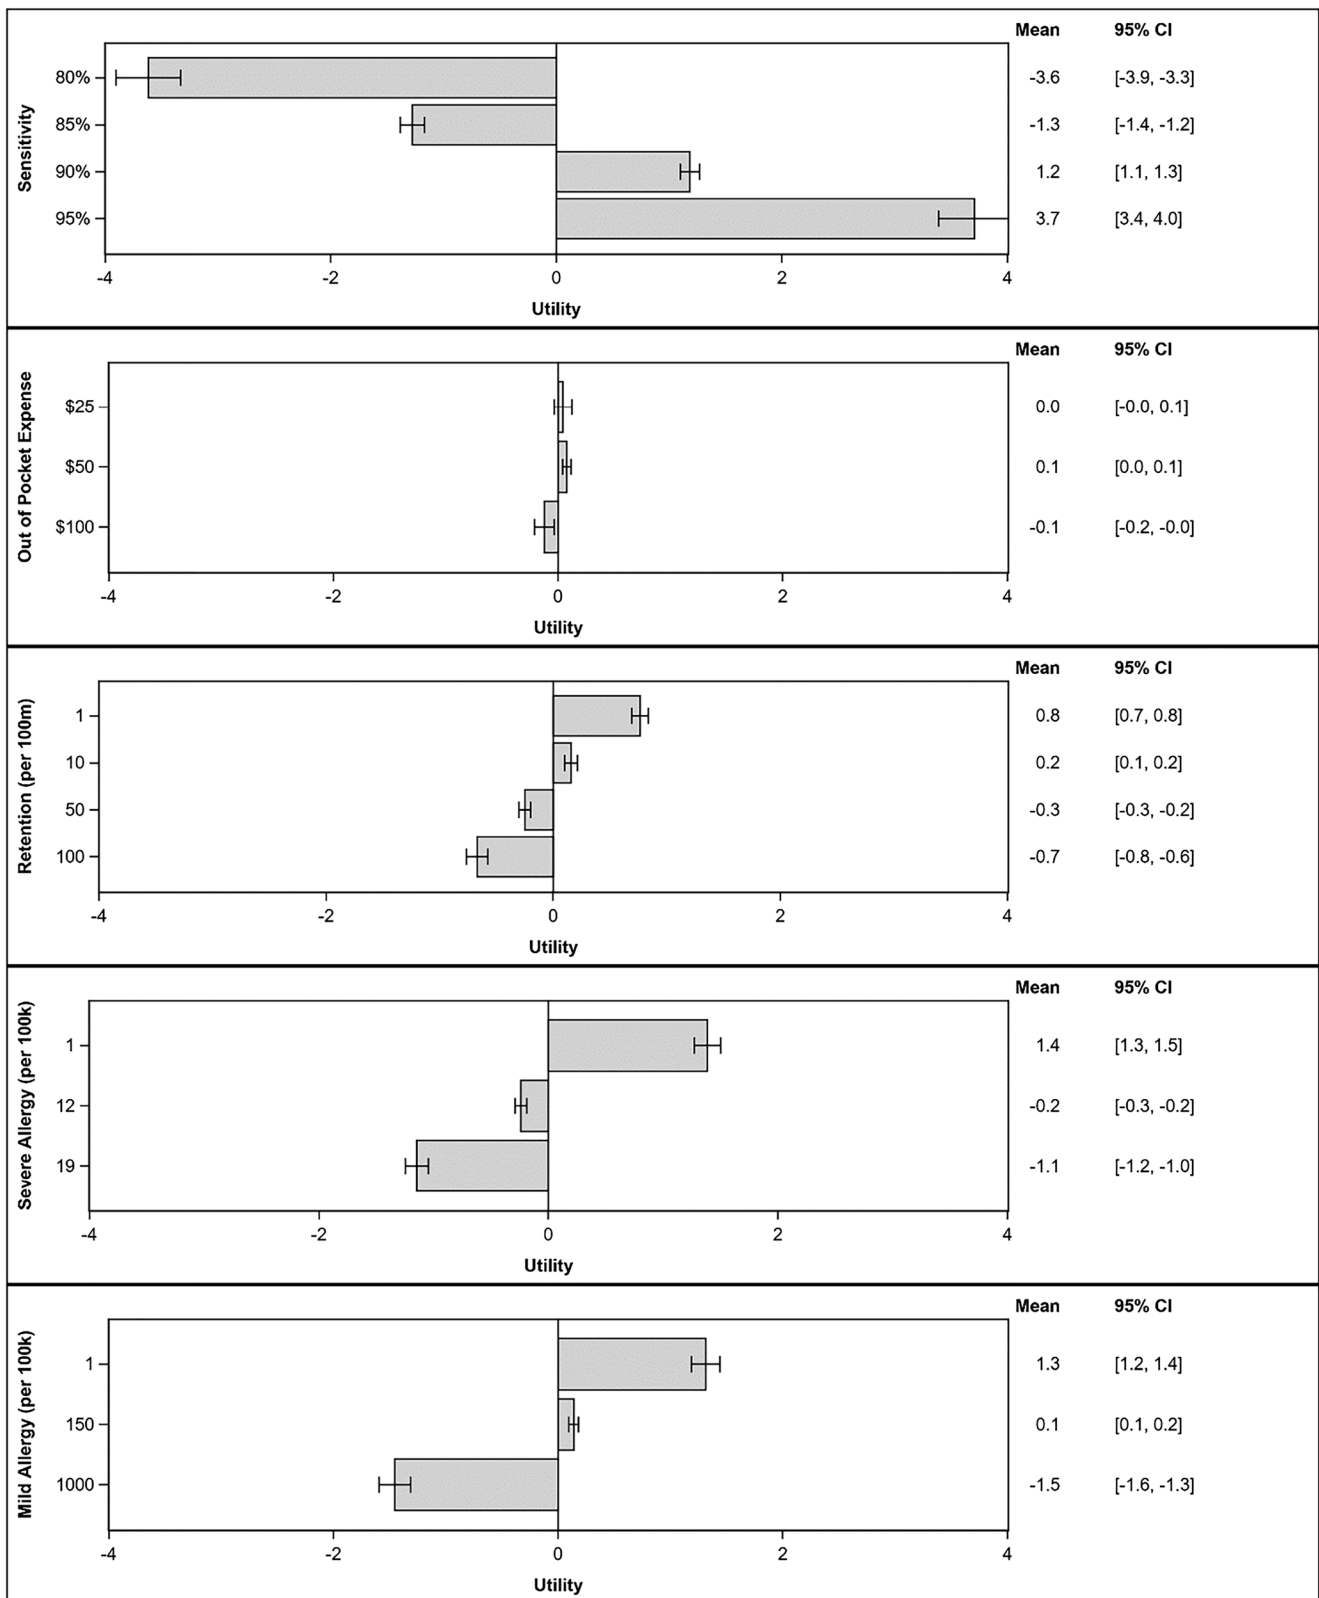 Mean 95% CI
Sensitivity
80% -3.6 [-3.9, -3.3]
85% -1.3 [-1.4, -1.2]
90% 1.2 [1.1, 1.3]
95% 3.7 [3.4, 4.0]
-4 -2 0 2 4
Utility
Mean 95% CI
Out of Pocket Expense
$25 0.0 [-0.0, 0.1]
$50 0.1 [0.0, 0.1]
$100 -0.1 [-0.2, -0.0]
-4 -2 0 2 4
Utility
Mean 95% CI
Retention (per 100m)
1 0.8 [0.7, 0.8]
10 0.2 [0.1, 0.2]
50 -0.3 [-0.3, -0.2]
100 -0.7 [-0.8, -0.6]
-4 -2 0 2 4
Utility
Mean 95% CI
Severe Allergy (per 100k)
1 1.4 [1.3, 1.5]
12 -0.2 [-0.3, -0.2]
19 -1.1 [-1.2, -1.0]
-4 -2 0 2 4
Utility
Mean 95% CI
Mild Allergy (per 100k)
1 1.3 [1.2, 1.4]
150 0.1 [0.1, 0.2]
1000 -1.5 [-1.6, -1.3]
-4 -2 0 2 4
Utility